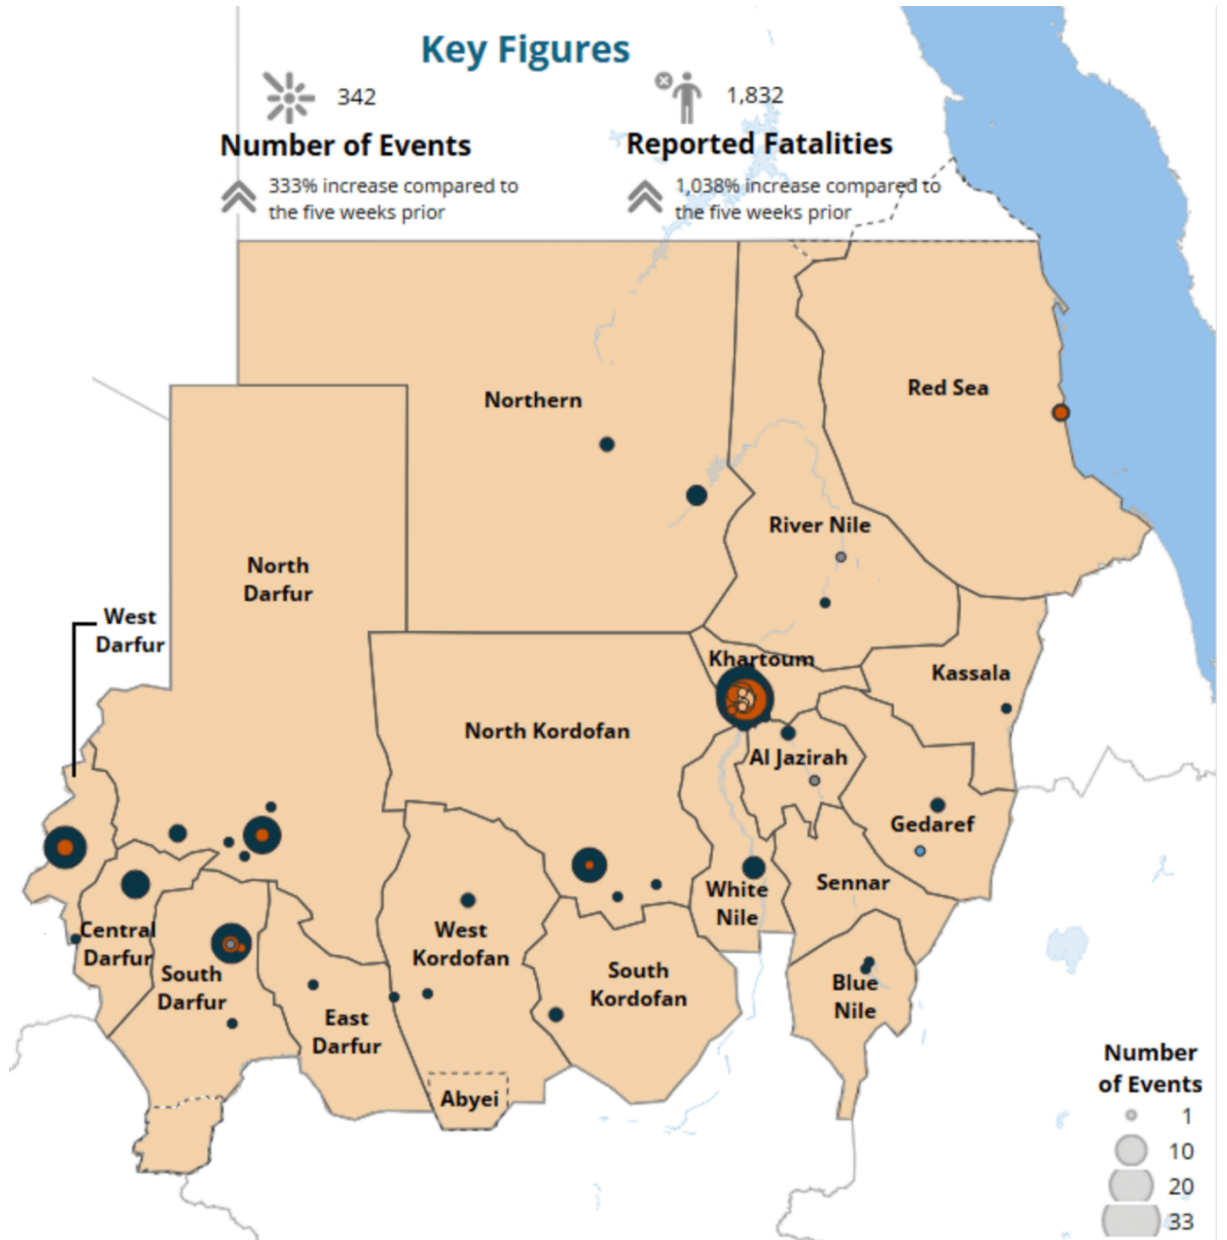 Key Figures
342
1,832
Number of Events
Reported Fatalities
333% increase compared to
the five weeks prior
1,038% increase compared to
the five weeks prior
Northern
Red Sea
River Nile
North
Darfur
West
Darfur
Khartoum
Kassala
North Kordofan
Al Jazirah
Gedaref
Sennar
White
Nile
Central
Darfur
West
Kordofan
South
Darfur
South
Kordofan
Blue
Nile
East
Darfur
Abyei
Number
of Events
1
10
20
33